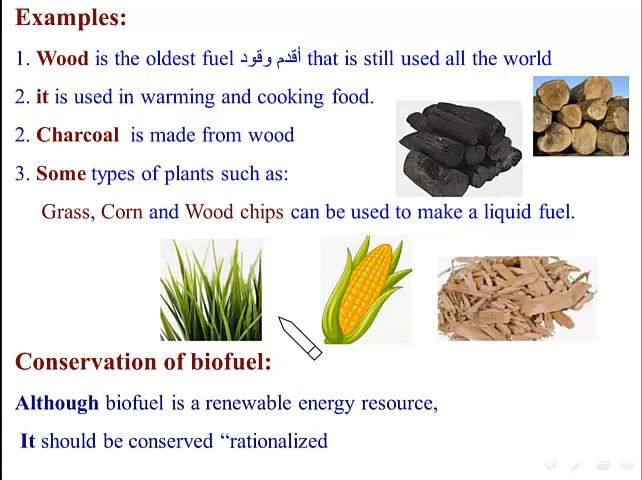 Examples:
1. Wood is the oldest fuel أقدم وقود that is still used all the world
2. it is used in warming and cooking food.
2. Charcoal is made from wood
3. Some types of plants such as:
Grass, Corn and Wood chips can be used to make a liquid fuel.
Conservation of biofuel:
Although biofuel is a renewable energy resource,
It should be conserved “rationalized